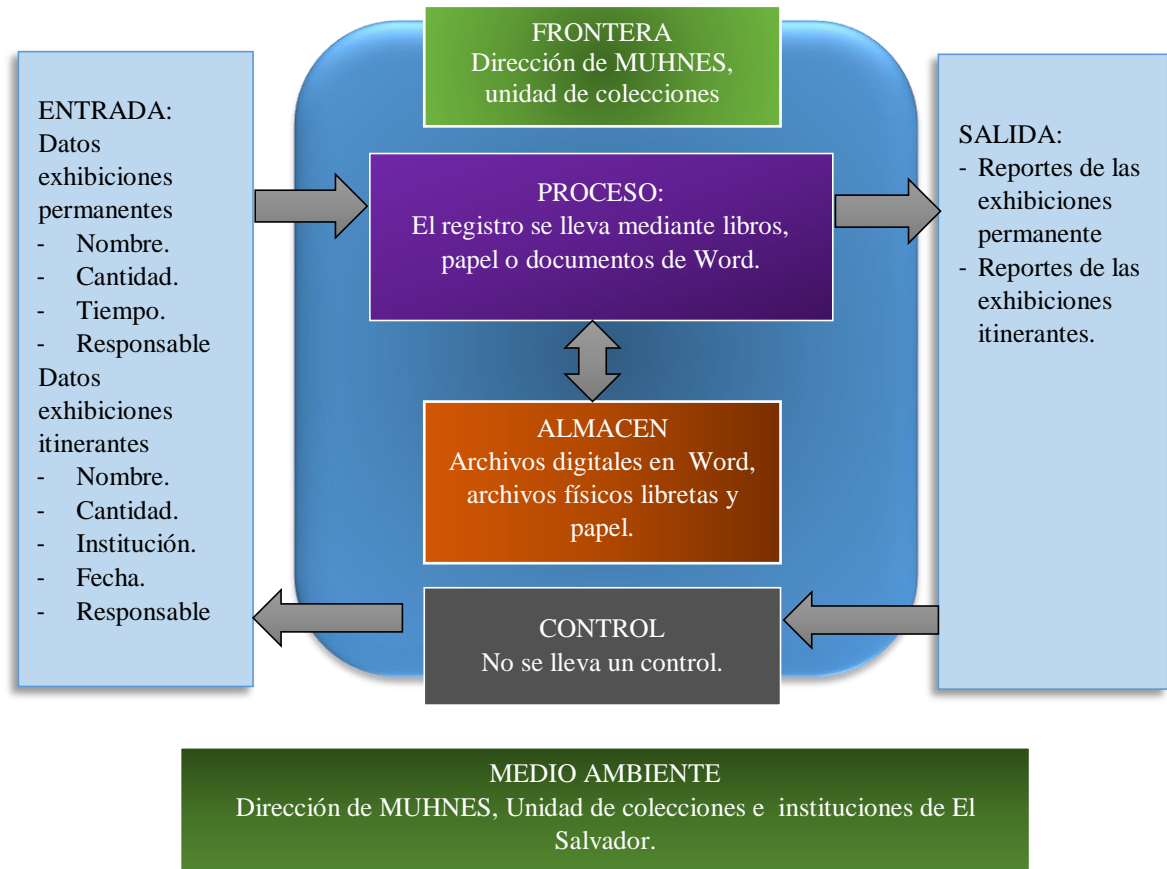 FRONTERA
Dirección de MUHNES,
unidad de colecciones
ENTRADA:
Datos
exhibiciones
permanentes
- Nombre.
- Cantidad.
- Tiempo.
- Responsable
Datos
exhibiciones
itinerantes
- Nombre.
- Cantidad.
- Institución.
- Fecha.
- Responsable
PROCESO:
El registro se lleva mediante libros,
papel o documentos de Word.
ALMACEN
Archivos digitales en Word,
archivos físicos libretas y
papel.
CONTROL
No se lleva un control.
SALIDA:
- Reportes de las
exhibiciones
permanente
- Reportes de las
exhibiciones
itinerantes.
MEDIO AMBIENTE
Dirección de MUHNES, Unidad de colecciones e instituciones de El
Salvador.